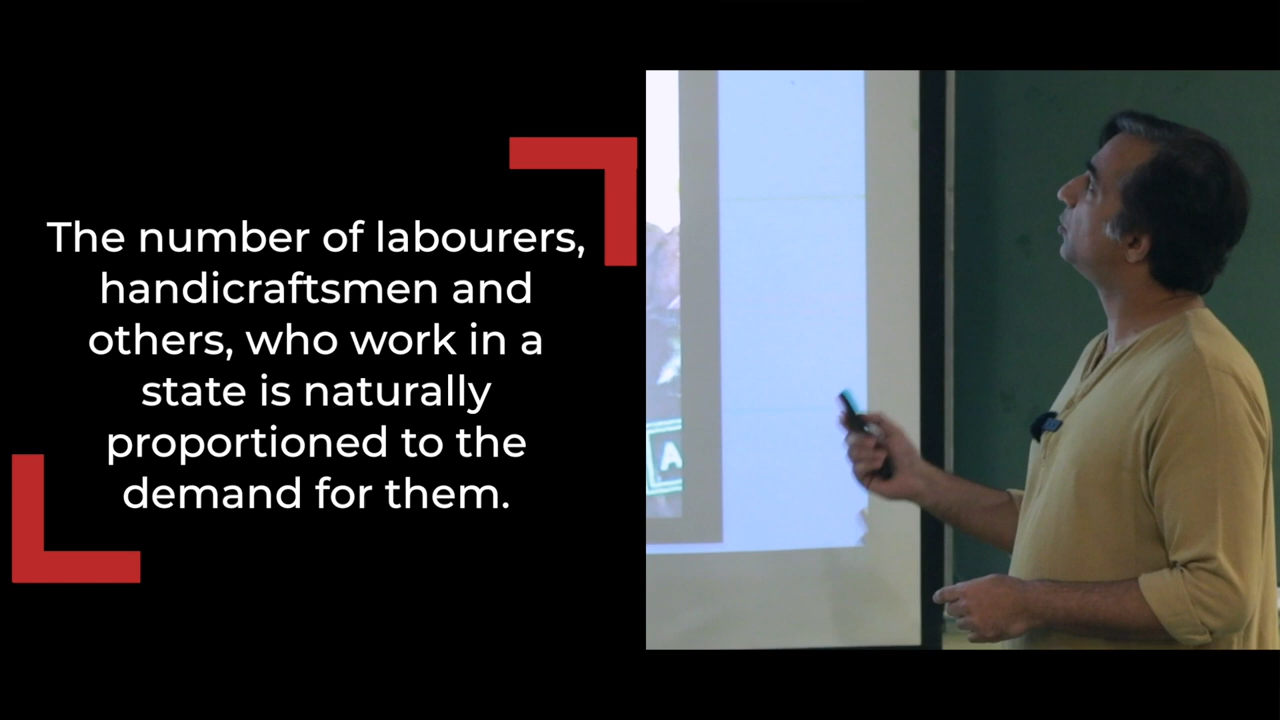 The number of labourers,
handicraftsmen and
others, who work in a
state is naturally
proportioned to the
demand for them.
A